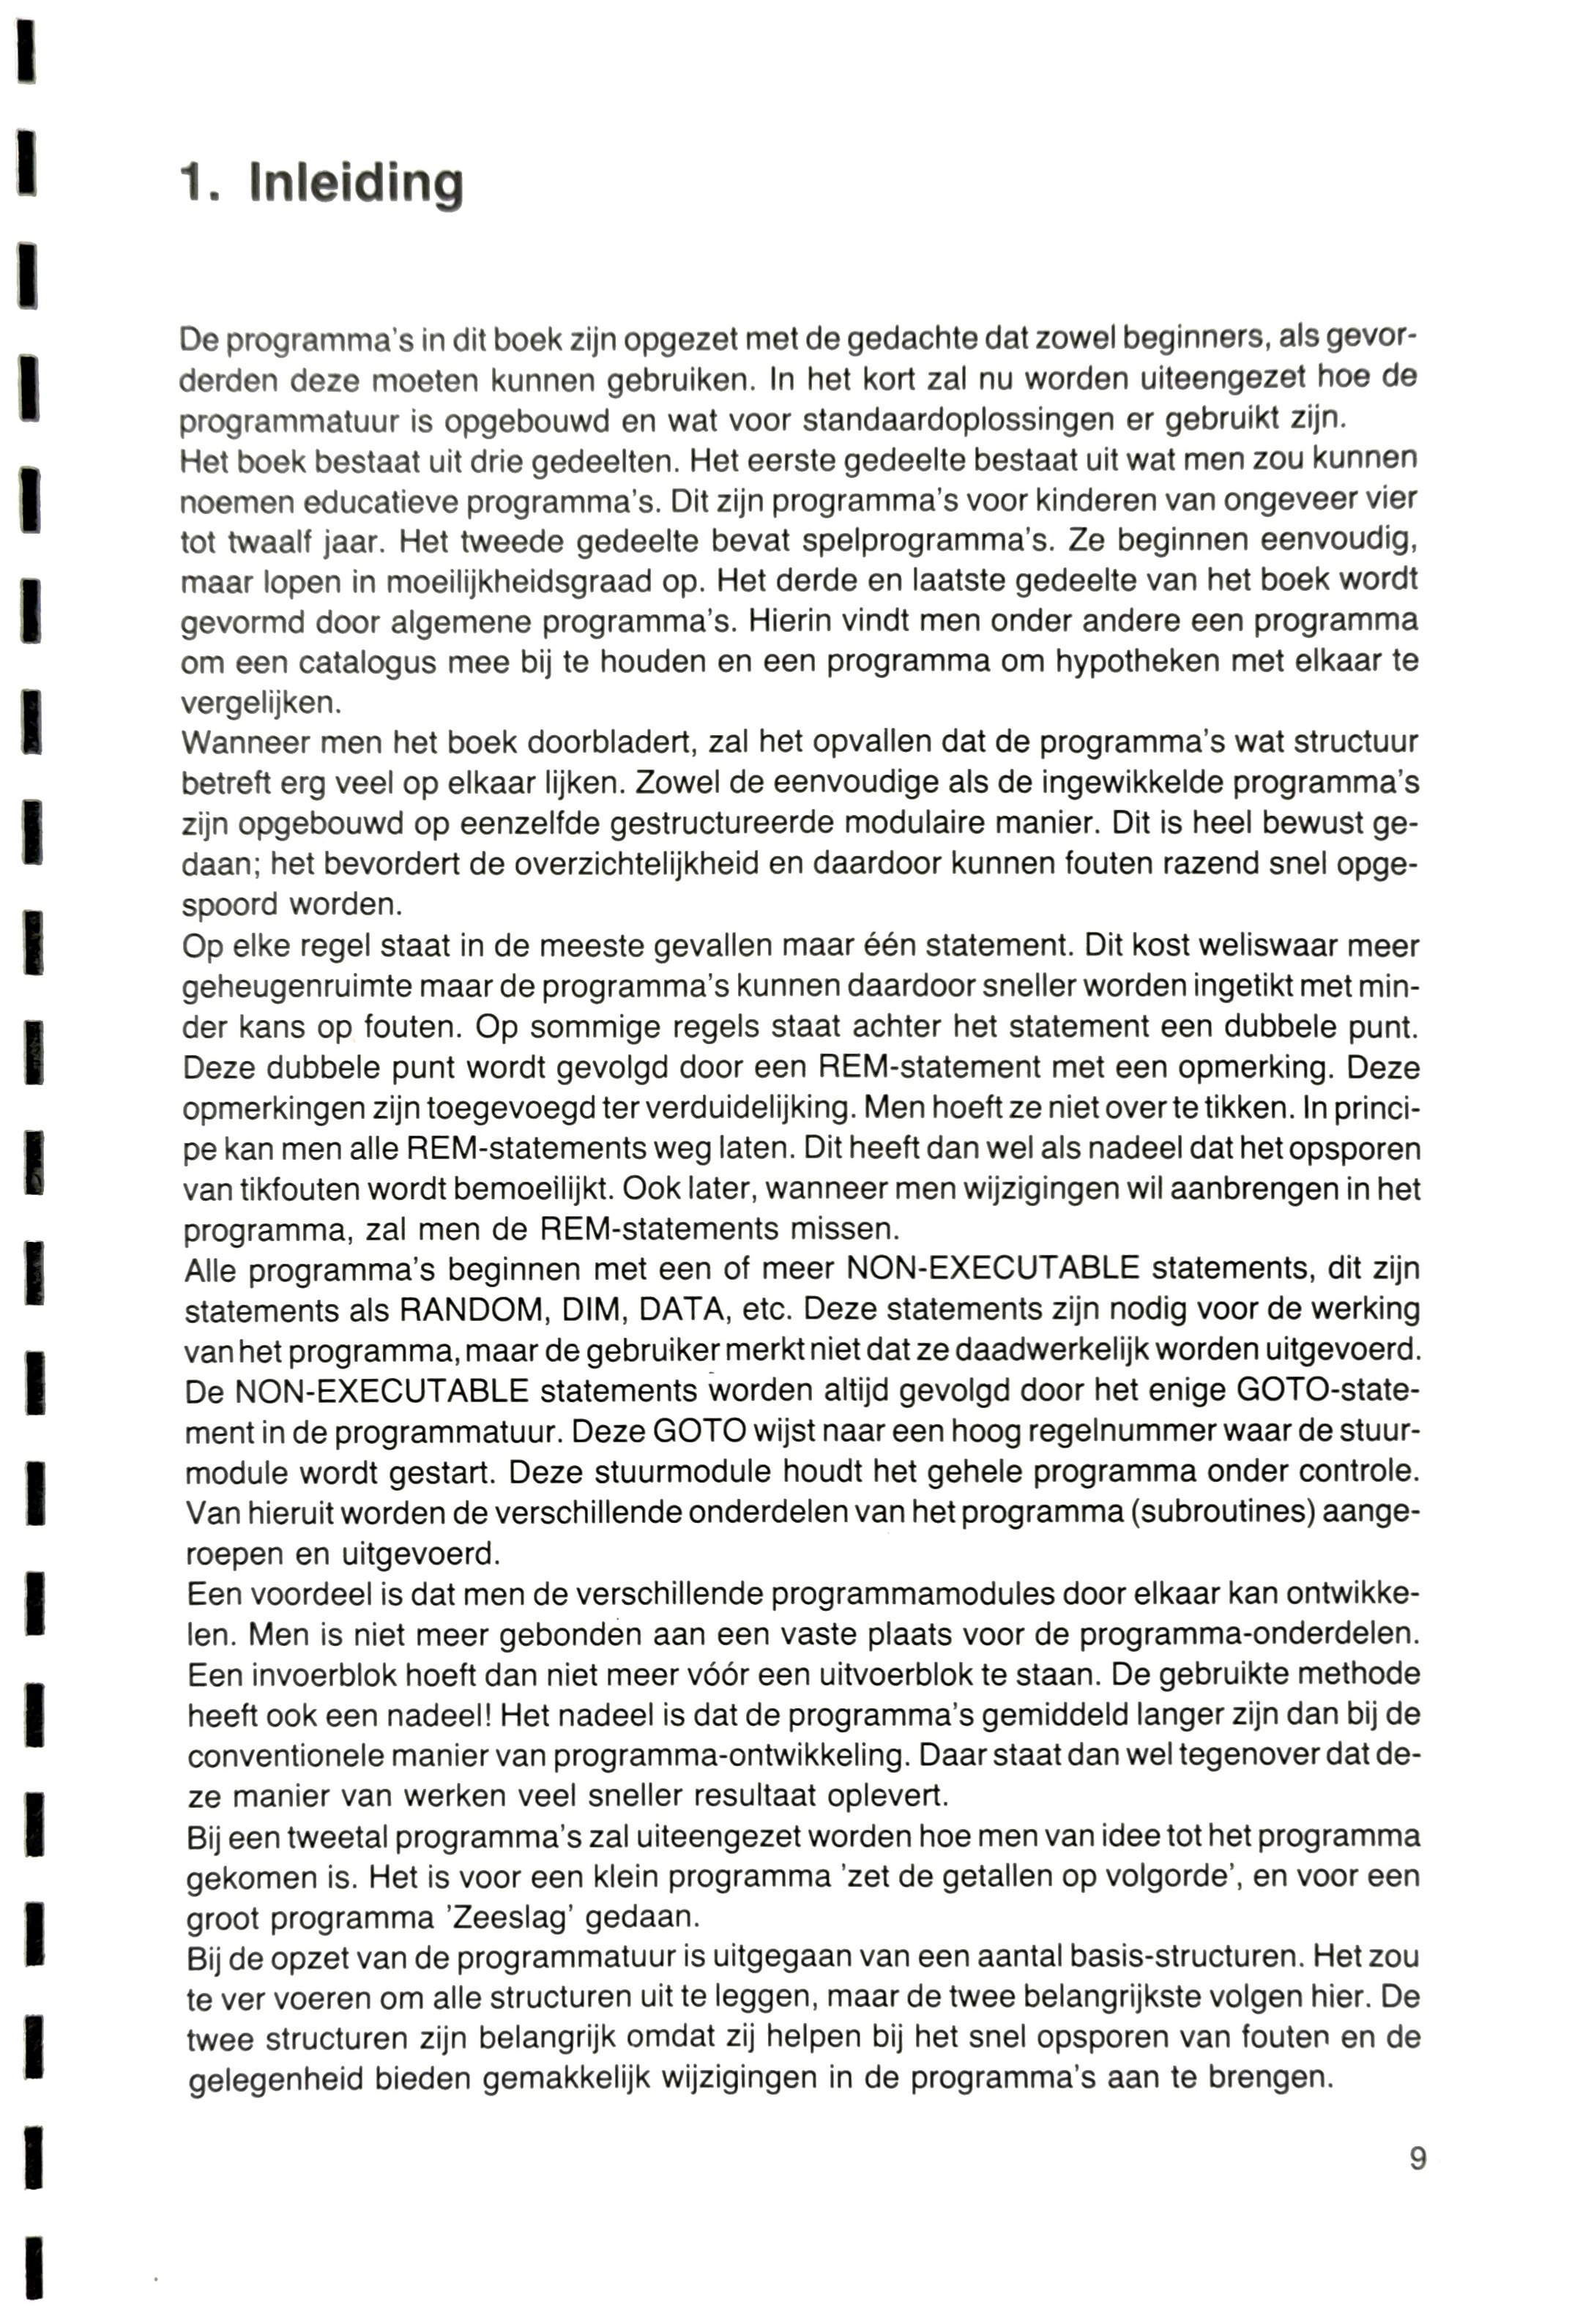 1. Inleiding
De programma's in dit boek zijn opgezet met de gedachte dat zowel beginners, als gevor-
derden deze moeten kunnen gebruiken. In het kort zal nu worden uiteengezet hoe de
programmatuur is opgebouwd en wat voor standaardoplossingen er gebruikt zijn.
Het boek bestaat uit drie gedeelten. Het eerste gedeelte bestaat uit wat men zou kunnen
noemen educatieve programma's. Dit zijn programma's voor kinderen van ongeveer vier
tot twaalf jaar. Het tweede gedeelte bevat spelprogramma's. Ze beginnen eenvoudig,
maar lopen in moeilijkheidsgraad op. Het derde en laatste gedeelte van het boek wordt
gevormd door algemene programma's. Hierin vindt men onder andere een programma
om een catalogus mee bij te houden en een programma om hypotheken met elkaar te
vergelijken.
Wanneer men het boek doorbladert, zal het opvallen dat de programma's wat structuur
betreft erg veel op elkaar lijken. Zowel de eenvoudige als de ingewikkelde programma's
zijn opgebouwd op eenzelfde gestructureerde modulaire manier. Dit is heel bewust ge-
daan; het bevordert de overzichtelijkheid en daardoor kunnen fouten razend snel opge-
spoord worden.
Op elke regel staat in de meeste gevallen maar één statement. Dit kost weliswaar meer
geheugenruimte maar de programma's kunnen daardoor sneller worden ingetikt met min-
der kans op fouten. Op sommige regels staat achter het statement een dubbele punt.
Deze dubbele punt wordt gevolgd door een REM-statement met een opmerking. Deze
opmerkingen zijn toegevoegd ter verduidelijking. Men hoeft ze niet over te tikken. In princi-
pe kan men alle REM-statements weg laten. Dit heeft dan wel als nadeel dat het opsporen
van tikfouten wordt bemoeilijkt. Ook later, wanneer men wijzigingen wil aanbrengen in het
programma, zal men de REM-statements missen.
Alle programma's beginnen met een of meer NON-EXECUTABLE statements, dit zijn
statements als RANDOM, DIM, DATA, etc. Deze statements zijn nodig voor de werking
van het programma, maar de gebruiker merkt niet dat ze daadwerkelijk worden uitgevoerd.
De NON-EXECUTABLE statements worden altijd gevolgd door het enige GOTO-state-
ment in de programmatuur. Deze GOTO wijst naar een hoog regelnummer waar de stuur-
module wordt gestart. Deze stuurmodule houdt het gehele programma onder controle.
Van hieruit worden de verschillende onderdelen van het programma (subroutines) aange-
roepen en uitgevoerd.
Een voordeel is dat men de verschillende programmamodules door elkaar kan ontwikke-
len. Men is niet meer gebonden aan een vaste plaats voor de programma-onderdelen.
Een invoerblok hoeft dan niet meer vóór een uitvoerblok te staan. De gebruikte methode
heeft ook een nadeel! Het nadeel is dat de programma's gemiddeld langer zijn dan bij de
conventionele manier van programma-ontwikkeling. Daar staat dan wel tegenover dat de-
ze manier van werken veel sneller resultaat oplevert.
Bij een tweetal programma's zal uiteengezet worden hoe men van idee tot het programma
gekomen is. Het is voor een klein programma 'zet de getallen op volgorde', en voor een
groot programma 'Zeeslag' gedaan.
Bij de opzet van de programmatuur is uitgegaan van een aantal basis-structuren. Het zou
te ver voeren om alle structuren uit te leggen, maar de twee belangrijkste volgen hier. De
twee structuren zijn belangrijk omdat zij helpen bij het snel opsporen van fouten en de
gelegenheid bieden gemakkelijk wijzigingen in de programma's aan te brengen.
9